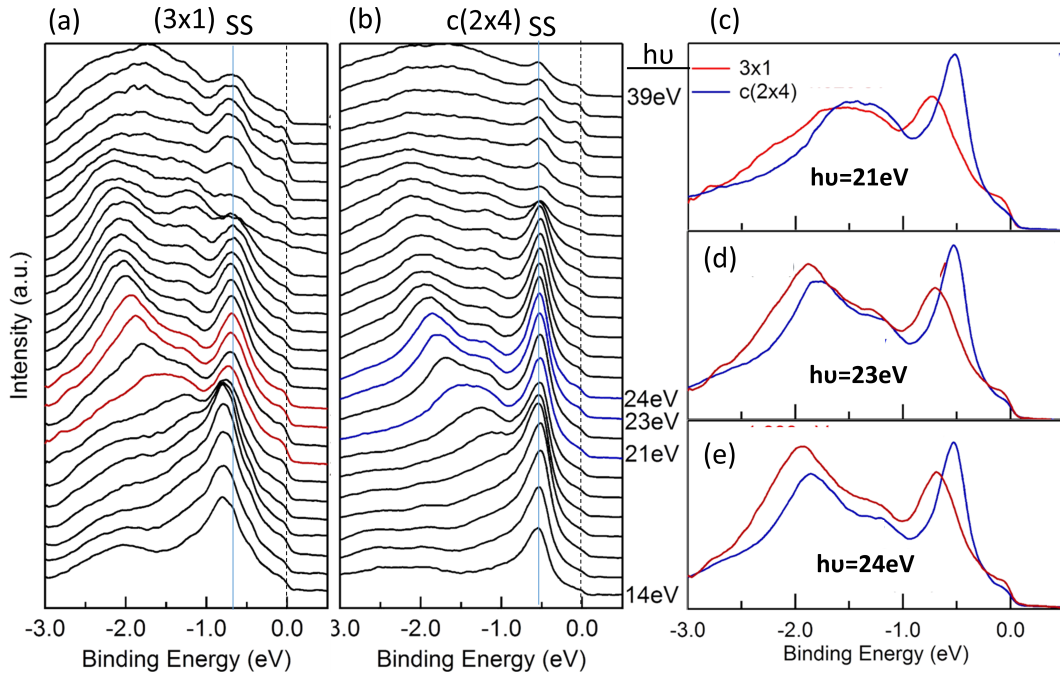 (a)
(3x1) SS
(b)
c(2x4) SS
hυ
39eV
24eV
23eV
21eV
14eV
Intensity (a.u.)
-3.0 -2.0 -1.0 0.0
Binding Energy (eV)
3.0 -2.0 -1.0 0.0
Binding Energy (eV)
(c)
3x1
c(2x4)
hυ=21eV
(d)
hυ=23eV
(e)
hυ=24eV
-3.0 -2.0 -1.0 0.0
Binding Energy (eV)